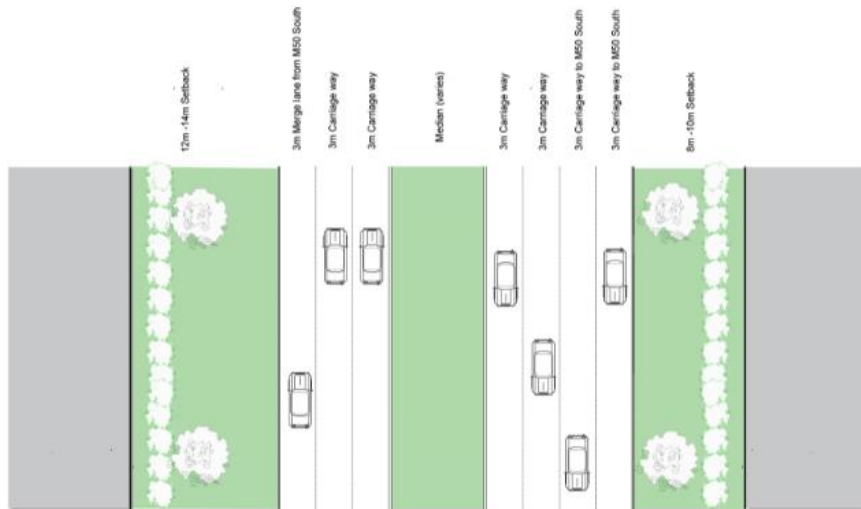 12m -14m Setback
3m Merge lane from M50 South
3m Carriage way
3m Carriage way
Median (varies)
3m Carriage way
3m Carriage way
3m Carriage way to M50 South
3m Carriage way to M50 South
8m -10m Setback